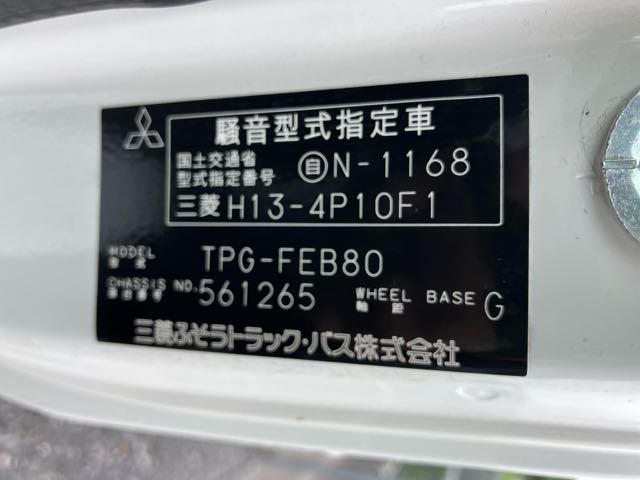 騒音型式指定車
国土交通省
型式指定番号 自N-1168
三菱 H13-4P10F1
MODEL
型式 TPG-FEB80
CHASSIS NO.
車台番号 561265
WHEEL BASE
軸距 G
三菱ふそうトラック・バス株式会社